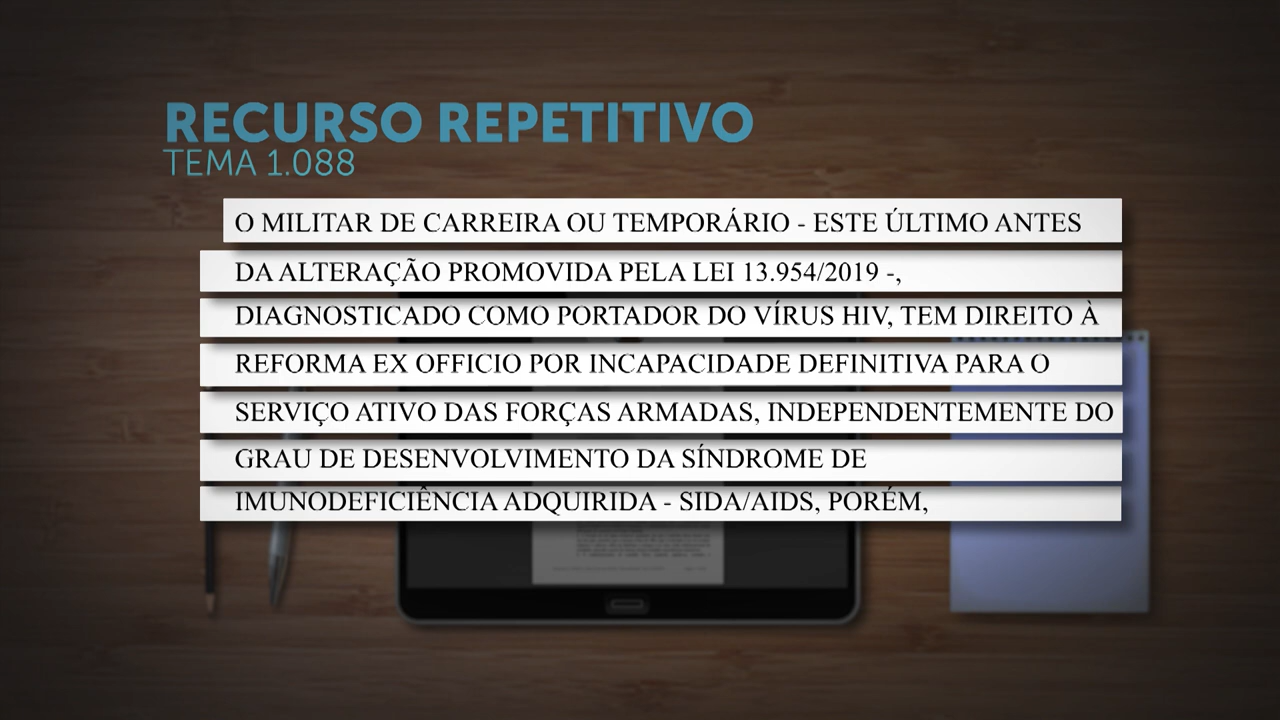 RECURSO REPETITIVO
TEMA 1.088
O MILITAR DE CARREIRA OU TEMPORÁRIO - ESTE ÚLTIMO ANTES
DA ALTERAÇÃO PROMOVIDA PELA LEI 13.954/2019 -,
DIAGNOSTICADO COMO PORTADOR DO VÍRUS HIV, TEM DIREITO À
REFORMA EX OFFICIO POR INCAPACIDADE DEFINITIVA PARA O
SERVIÇO ATIVO DAS FORÇAS ARMADAS, INDEPENDENTEMENTE DO
GRAU DE DESENVOLVIMENTO DA SÍNDROME DE
IMUNODEFICIÊNCIA ADQUIRIDA - SIDA/AIDS, PORÉM,